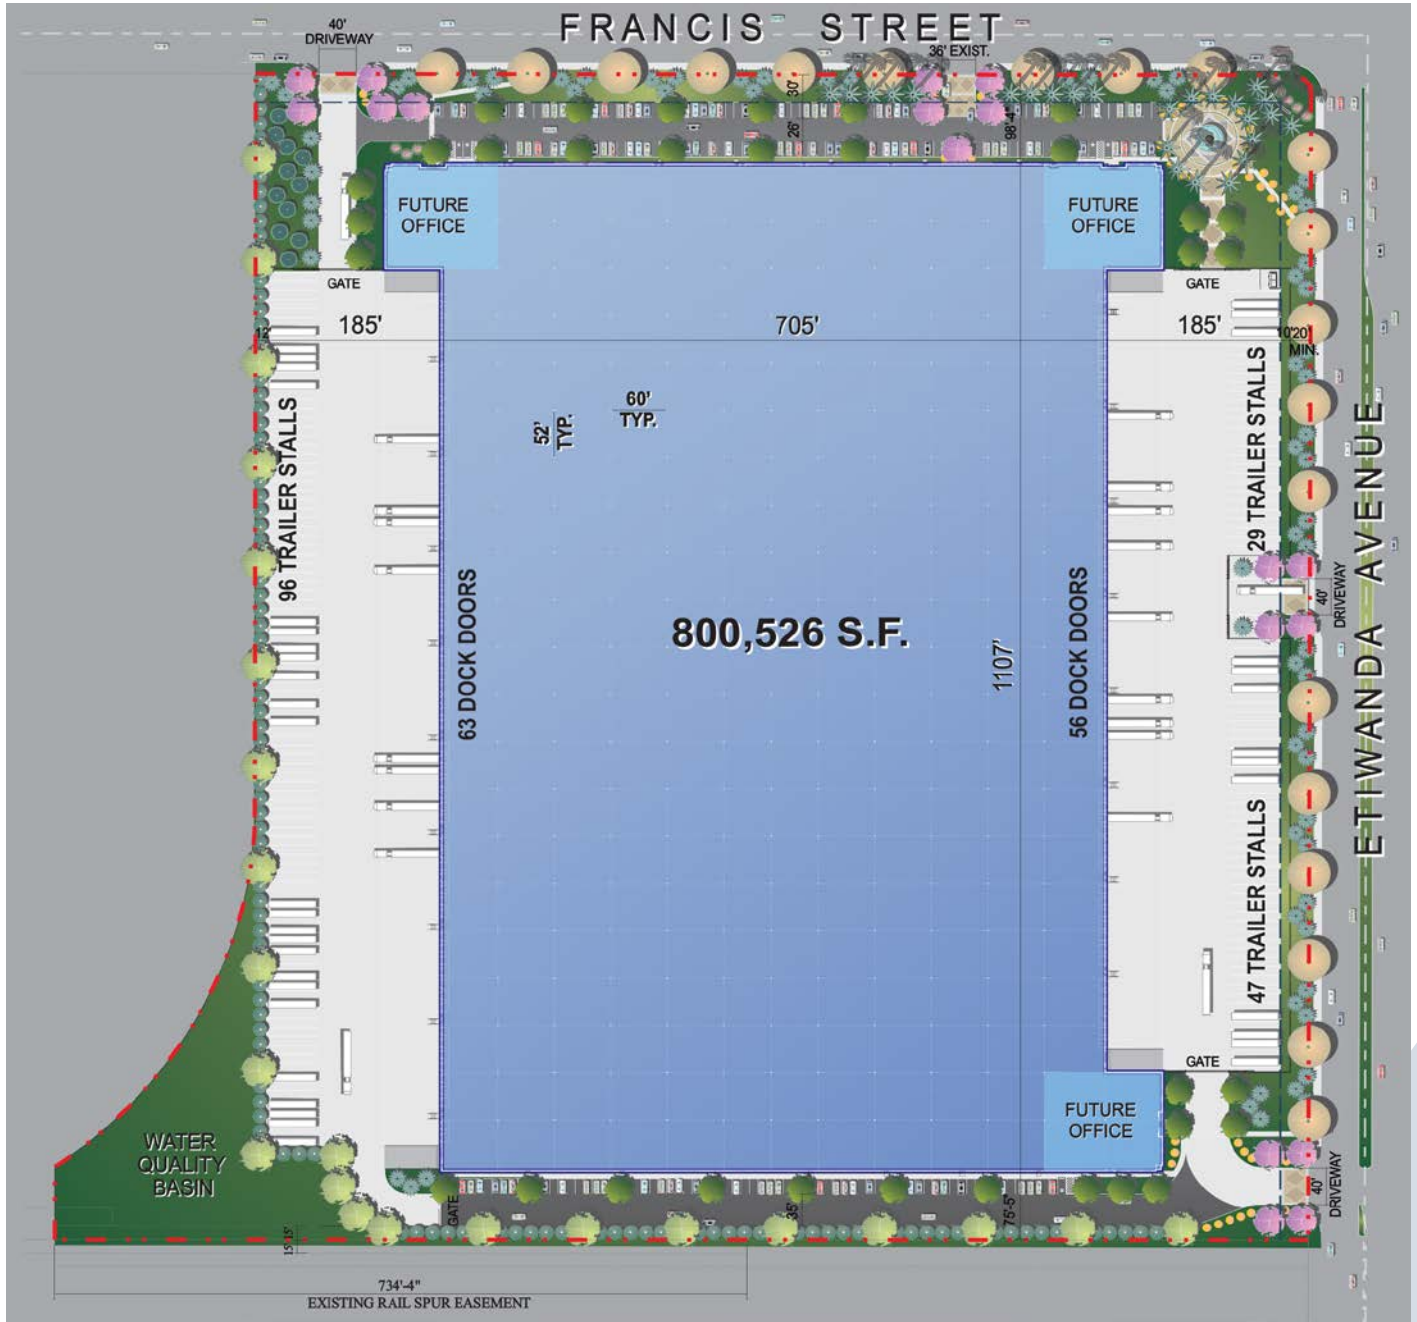 FRANCIS STREET
40'
DRIVEWAY
36' EXIST.
30'
26'
98'-4"
FUTURE
OFFICE
FUTURE
OFFICE
GATE
GATE
12'
185'
705'
185'
10'
20'
MIN.
60'
TYP.
52'
TYP.
96 TRAILER STALLS
29 TRAILER STALLS
ETIWANDA AVENUE
63 DOCK DOORS
800,526 S.F.
1107'
56 DOCK DOORS
40'
DRIVEWAY
47 TRAILER STALLS
GATE
FUTURE
OFFICE
WATER
QUALITY
BASIN
40'
DRIVEWAY
GATE
35'
75'-5"
15'
15'
734'-4"
EXISTING RAIL SPUR EASEMENT